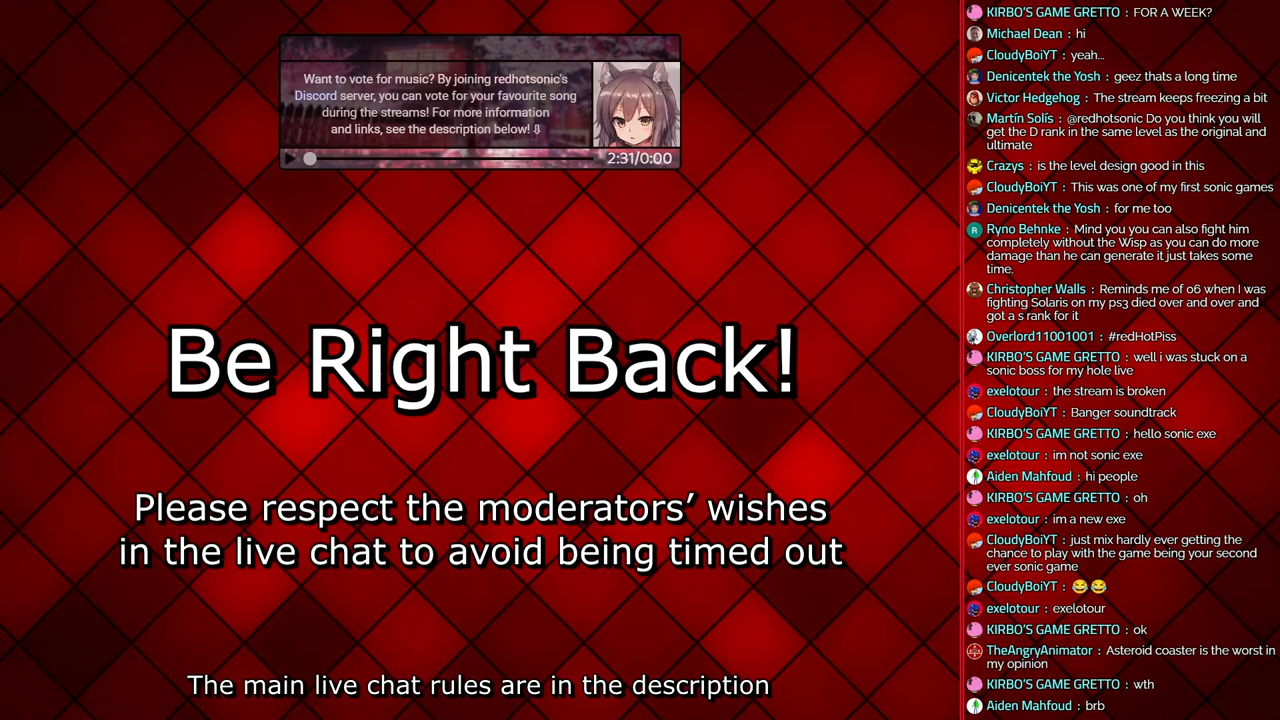 Want to vote for music? By joining redhotsonic's
Discord server, you can vote for your favourite song
during the streams! For more information
and links, see the description below! ⇩
2:31/0:00
Be Right Back!
Please respect the moderators’ wishes
in the live chat to avoid being timed out
The main live chat rules are in the description
KIRBO'S GAME GRETTO : FOR A WEEK?
Michael Dean : hi
CloudyBoiYT : yeah...
Denicentek the Yosh : geez thats a long time
Victor Hedgehog : The stream keeps freezing a bit
Martín Solís : @redhotsonic Do you think you will
get the D rank in the same level as the original and
ultimate
Crazys : is the level design good in this
CloudyBoiYT : This was one of my first sonic games
Denicentek the Yosh : for me too
R
Ryno Behnke : Mind you you can also fight him
completely without the Wisp as you can do more
damage than he can generate it just takes some
time.
Christopher Walls : Reminds me of 06 when I was
fighting Solaris on my ps3 died over and over and
got a s rank for it
Overlord11001001 : #redHotPiss
KIRBO'S GAME GRETTO : well i was stuck on a
sonic boss for my hole live
exelotour : the stream is broken
CloudyBoiYT : Banger soundtrack
KIRBO'S GAME GRETTO : hello sonic exe
exelotour : im not sonic exe
Aiden Mahfoud : hi people
KIRBO'S GAME GRETTO : oh
exelotour : im a new exe
CloudyBoiYT : just mix hardly ever getting the
chance to play with the game being your second
ever sonic game
CloudyBoiYT : 😂 😂
exelotour : exelotour
KIRBO'S GAME GRETTO : ok
TheAngryAnimator : Asteroid coaster is the worst in
my opinion
KIRBO'S GAME GRETTO : wth
Aiden Mahfoud : brb